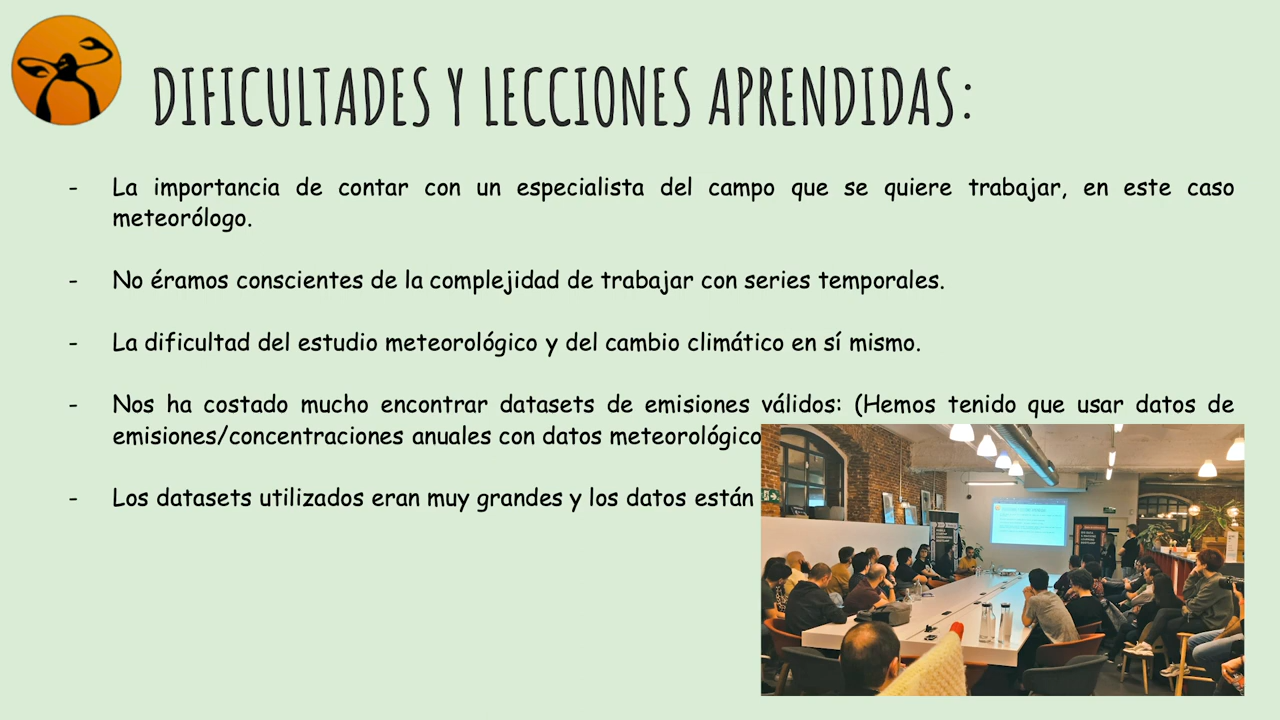 DIFICULTADES Y LECCIONES APRENDIDAS:
- La importancia de contar con un especialista del campo que se quiere trabajar, en este caso
meteorólogo.
- No éramos conscientes de la complejidad de trabajar con series temporales.
- La dificultad del estudio meteorológico y del cambio climático en sí mismo.
- Nos ha costado mucho encontrar datasets de emisiones válidos: (Hemos tenido que usar datos de
emisiones/concentraciones anuales con datos meteorológico
- Los datasets utilizados eran muy grandes y los datos están